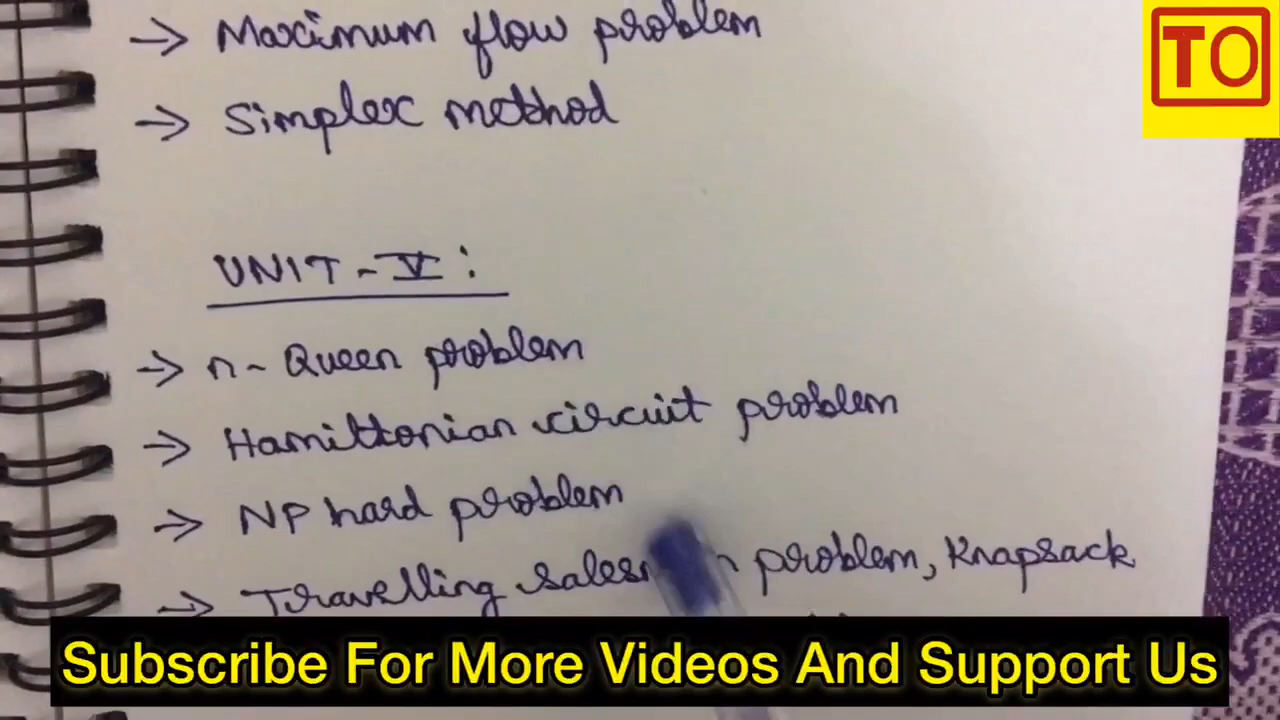 TO
→ Maximum flow problem
→ Simplex method
UNIT - V :
→ n - Queen problem
→ Hamiltonian circuit problem
→ NP hard problem
→ Travelling problem, Knapsack
Subscribe For More Videos And Support Us